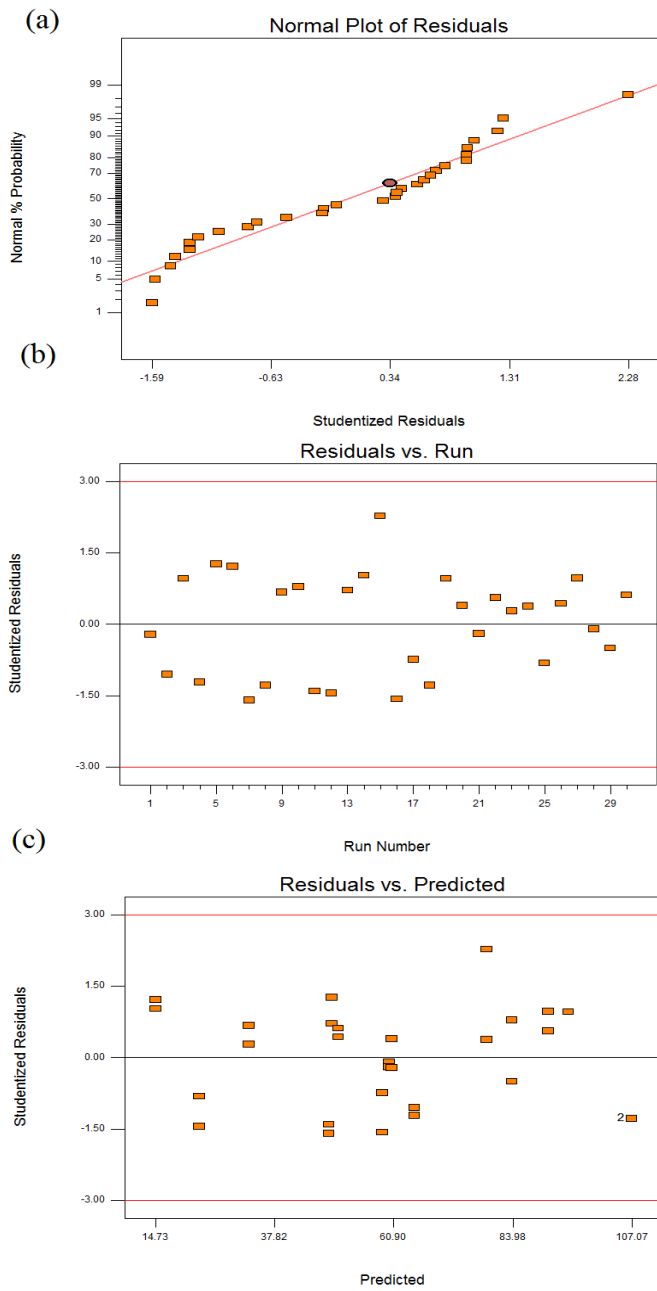 (a)
Normal Plot of Residuals
Normal % Probability
99
95
90
80
70
50
30
20
10
5
1
-1.59 -0.63 0.34 1.31 2.28
Studentized Residuals
(b)
Residuals vs. Run
Studentized Residuals
3.00
1.50
0.00
-1.50
-3.00
1 5 9 13 17 21 25 29
Run Number
(c)
Residuals vs. Predicted
Studentized Residuals
3.00
1.50
0.00
2
-1.50
-3.00
14.73 37.82 60.90 83.98 107.07
Predicted